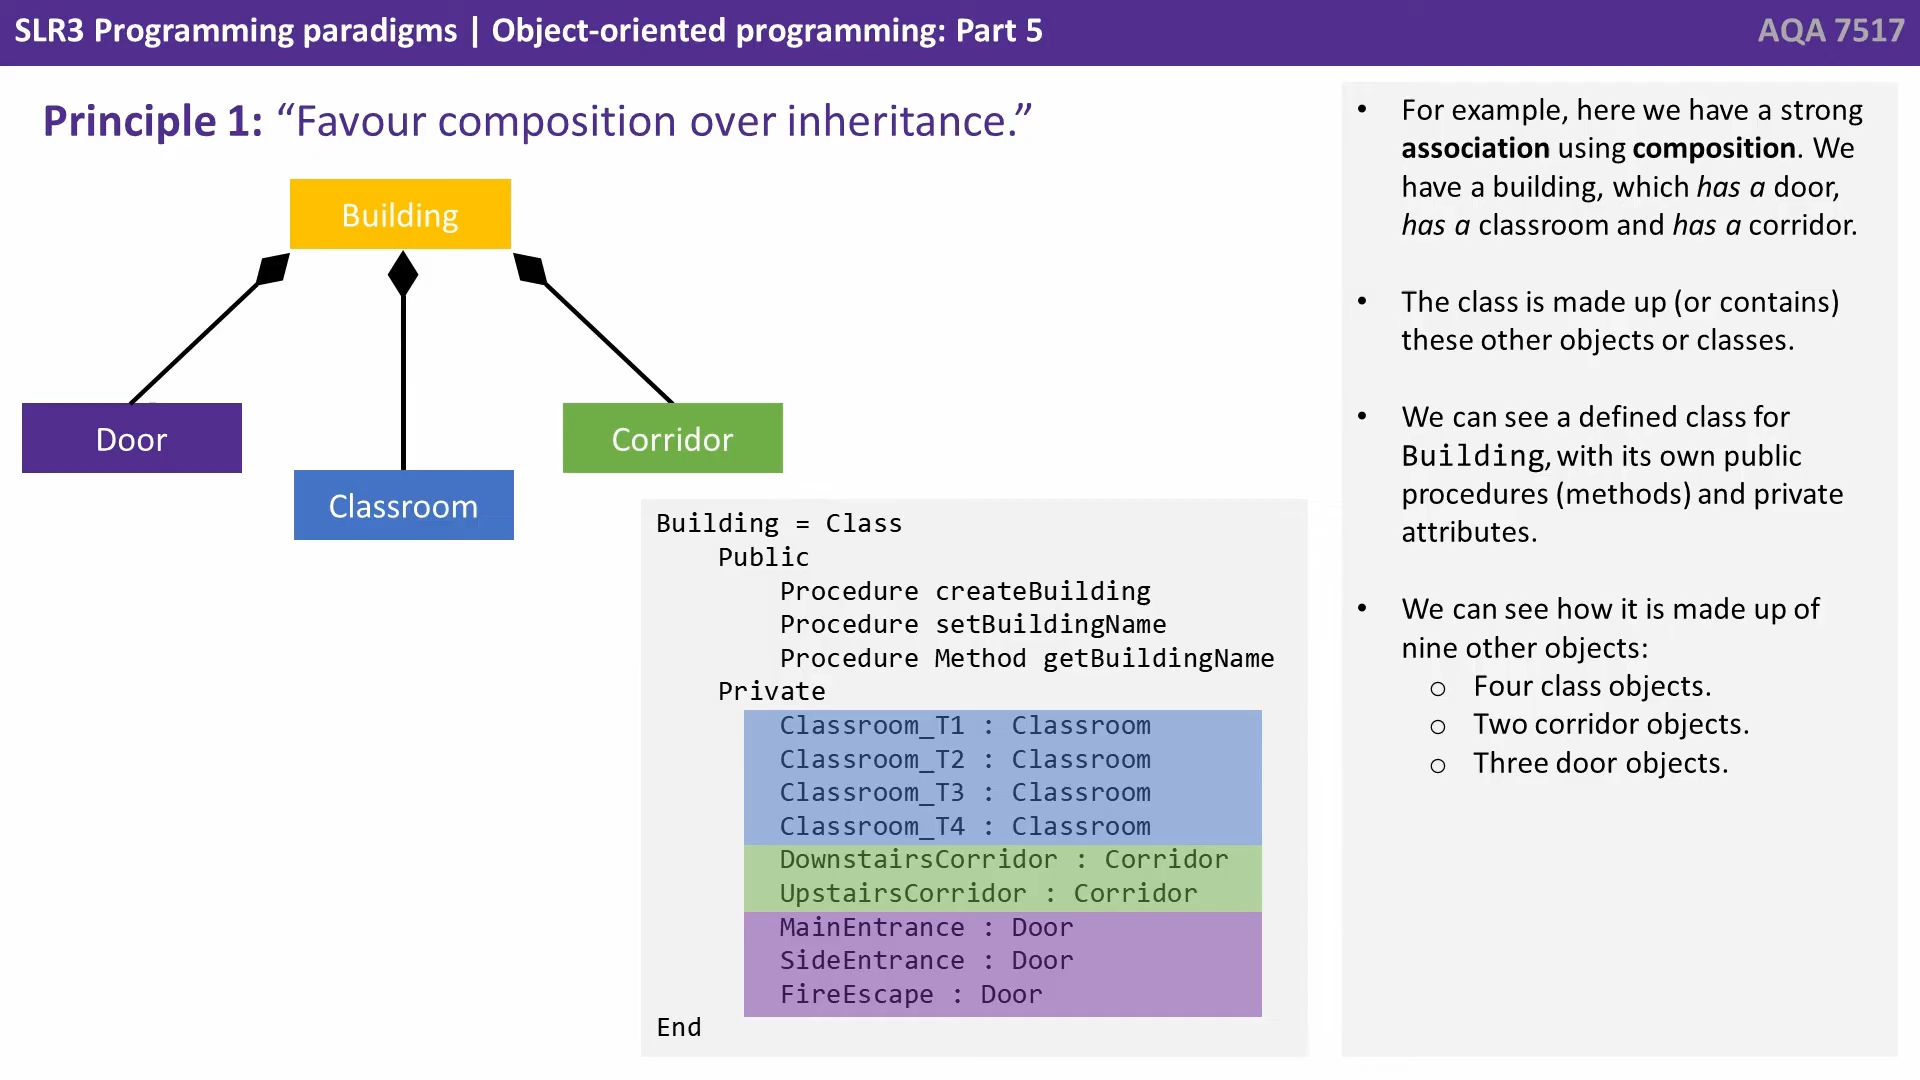 SLR3 Programming paradigms | Object-oriented programming: Part 5
AQA 7517
Principle 1: “Favour composition over inheritance.”
Building
Door
Corridor
Classroom
Building = Class
Public
Procedure createBuilding
Procedure setBuildingName
Procedure Method getBuildingName
Private
Classroom_T1 : Classroom
Classroom_T2 : Classroom
Classroom_T3 : Classroom
Classroom_T4 : Classroom
DownstairsCorridor : Corridor
UpstairsCorridor : Corridor
MainEntrance : Door
SideEntrance : Door
FireEscape : Door
End
• For example, here we have a strong
association using composition. We
have a building, which has a door,
has a classroom and has a corridor.
• The class is made up (or contains)
these other objects or classes.
• We can see a defined class for
Building, with its own public
procedures (methods) and private
attributes.
• We can see how it is made up of
nine other objects:
o Four class objects.
o Two corridor objects.
o Three door objects.